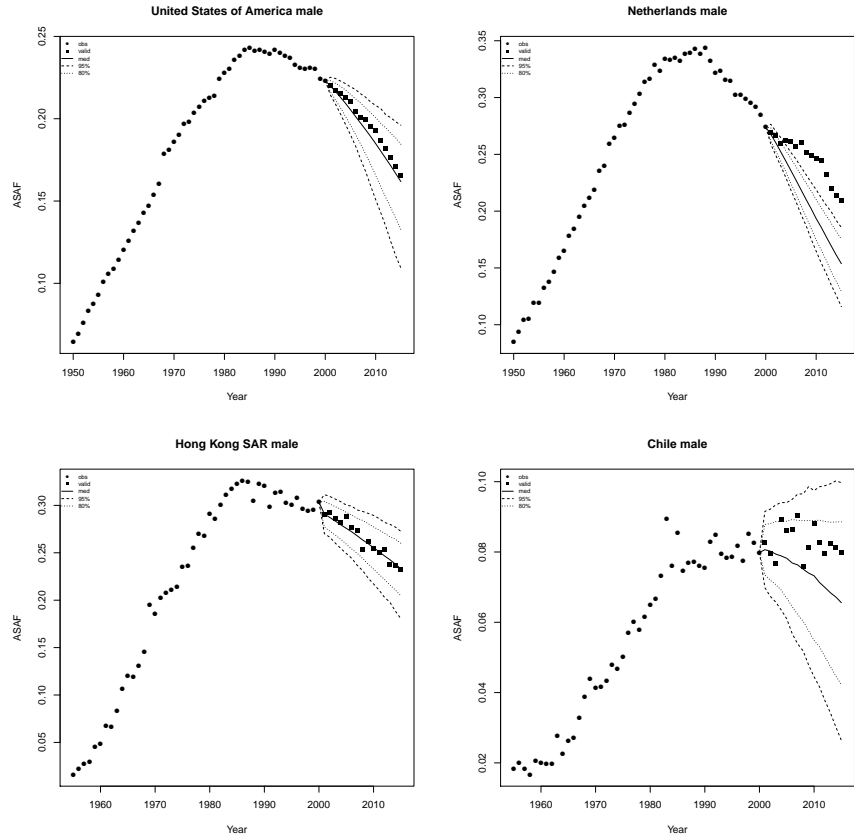 United States of America male
obs
valid
med
95%
80%
0.25
0.20
0.15
0.10
ASAF
1950 1960 1970 1980 1990 2000 2010
Year
Netherlands male
obs
valid
med
95%
80%
0.35
0.30
0.25
0.20
0.15
0.10
ASAF
1950 1960 1970 1980 1990 2000 2010
Year
Hong Kong SAR male
obs
valid
med
95%
80%
0.30
0.25
0.20
0.15
0.10
0.05
ASAF
1960 1970 1980 1990 2000 2010
Year
Chile male
obs
valid
med
95%
80%
0.10
0.08
0.06
0.04
0.02
ASAF
1960 1970 1980 1990 2000 2010
Year